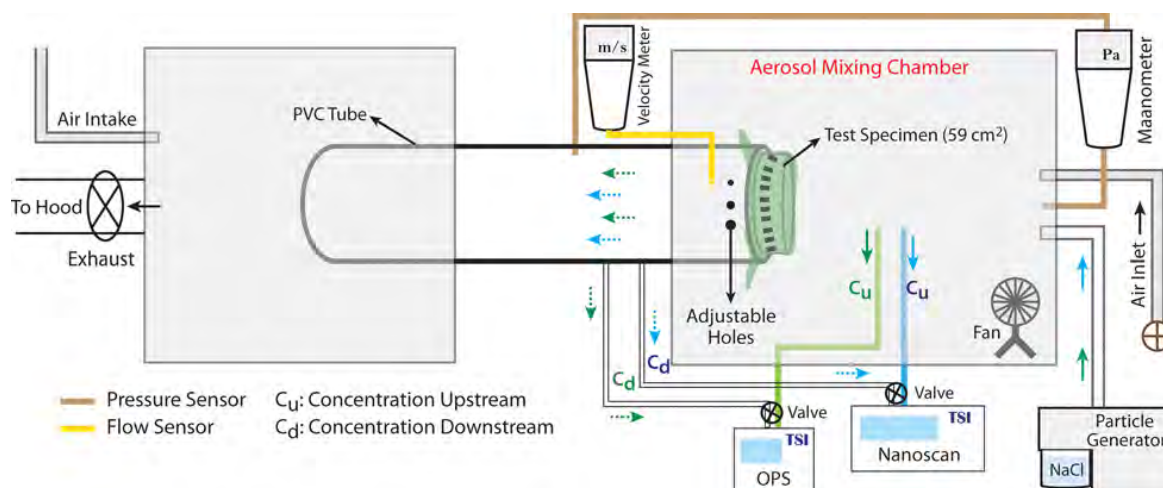 m/s
Velocity Meter
Aerosol Mixing Chamber
Pa
Maanometer
Air Intake
PVC Tube
Test Specimen (59 cm²)
To Hood
Exhaust
Adjustable
Holes
Cu
Cu
Fan
Air Inlet
Cd
Cd
Pressure Sensor
Flow Sensor
Cu: Concentration Upstream
Cd: Concentration Downstream
Valve
TSI
OPS
Valve
TSI
Nanoscan
Particle
Generator
NaCl